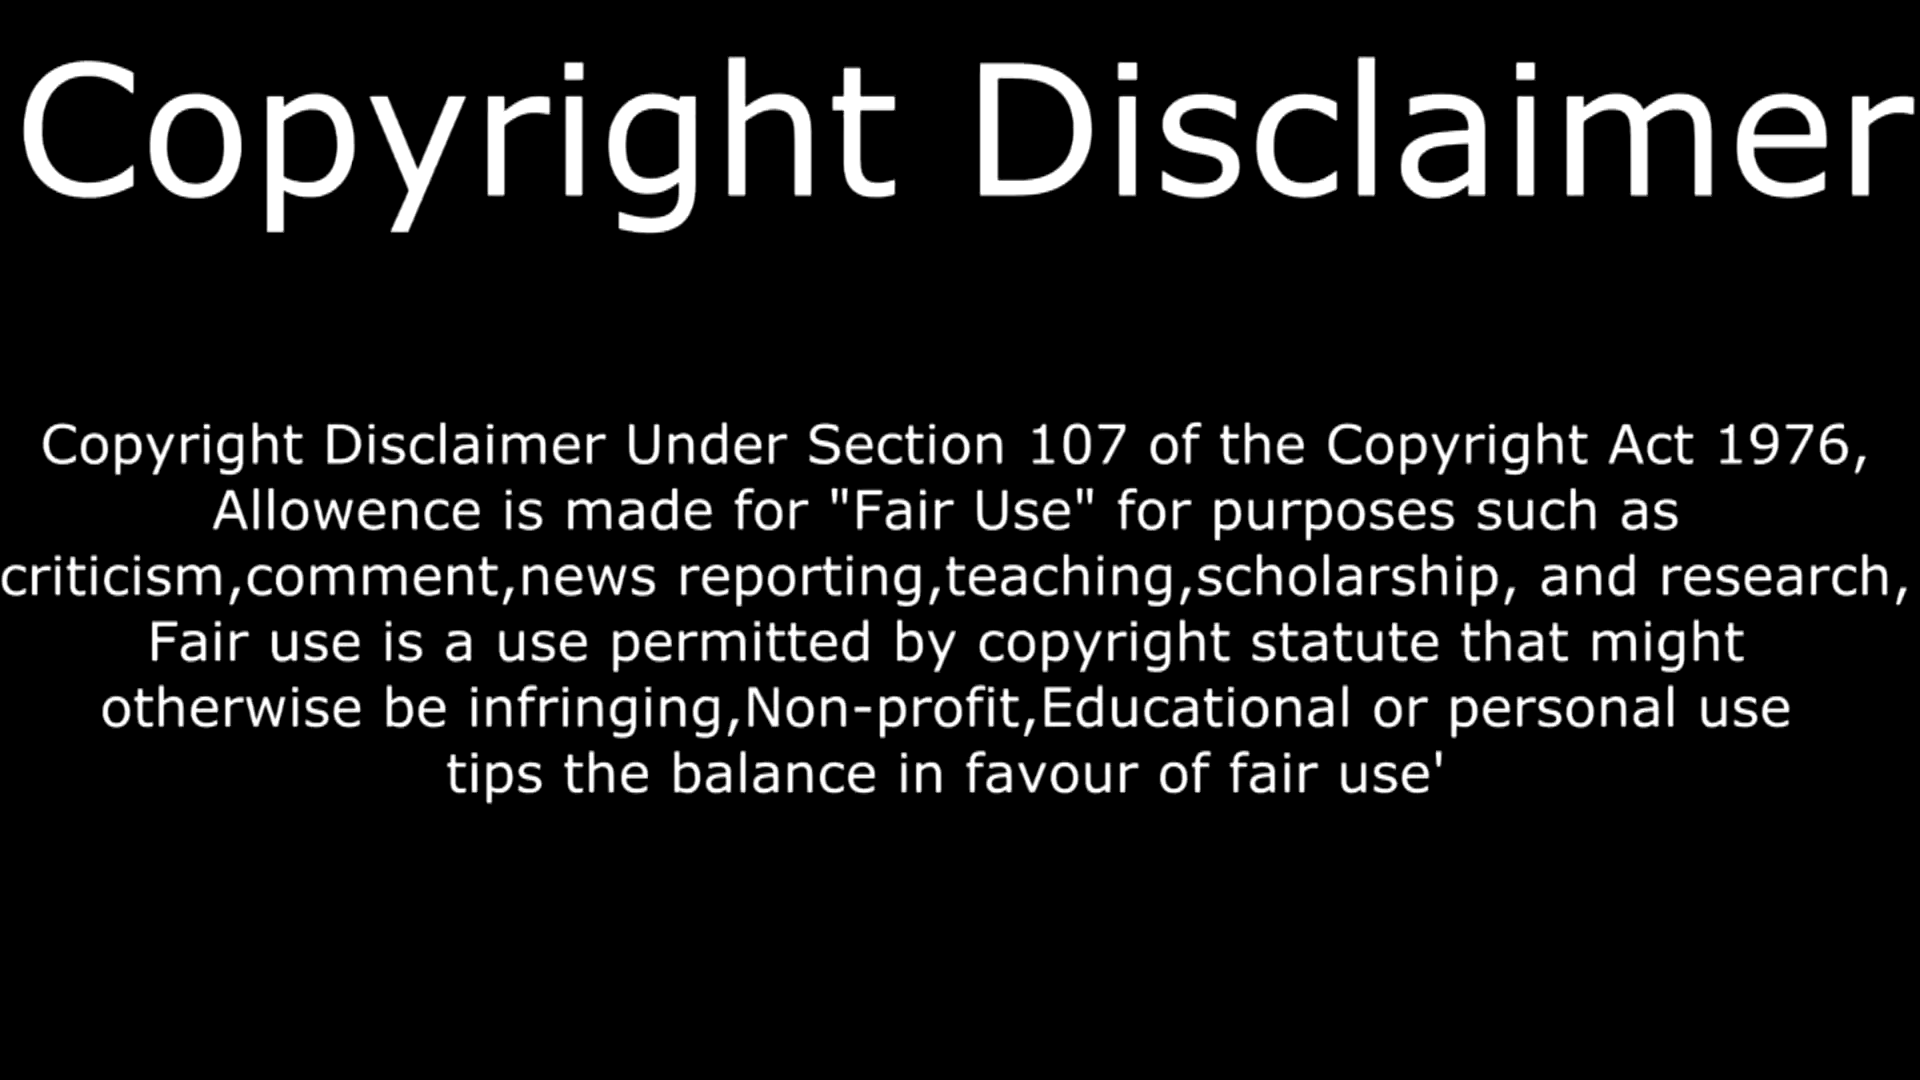 Copyright Disclaimer
Copyright Disclaimer Under Section 107 of the Copyright Act 1976,
Allowence is made for "Fair Use" for purposes such as
criticism,comment,news reporting,teaching,scholarship, and research,
Fair use is a use permitted by copyright statute that might
otherwise be infringing,Non-profit,Educational or personal use
tips the balance in favour of fair use'